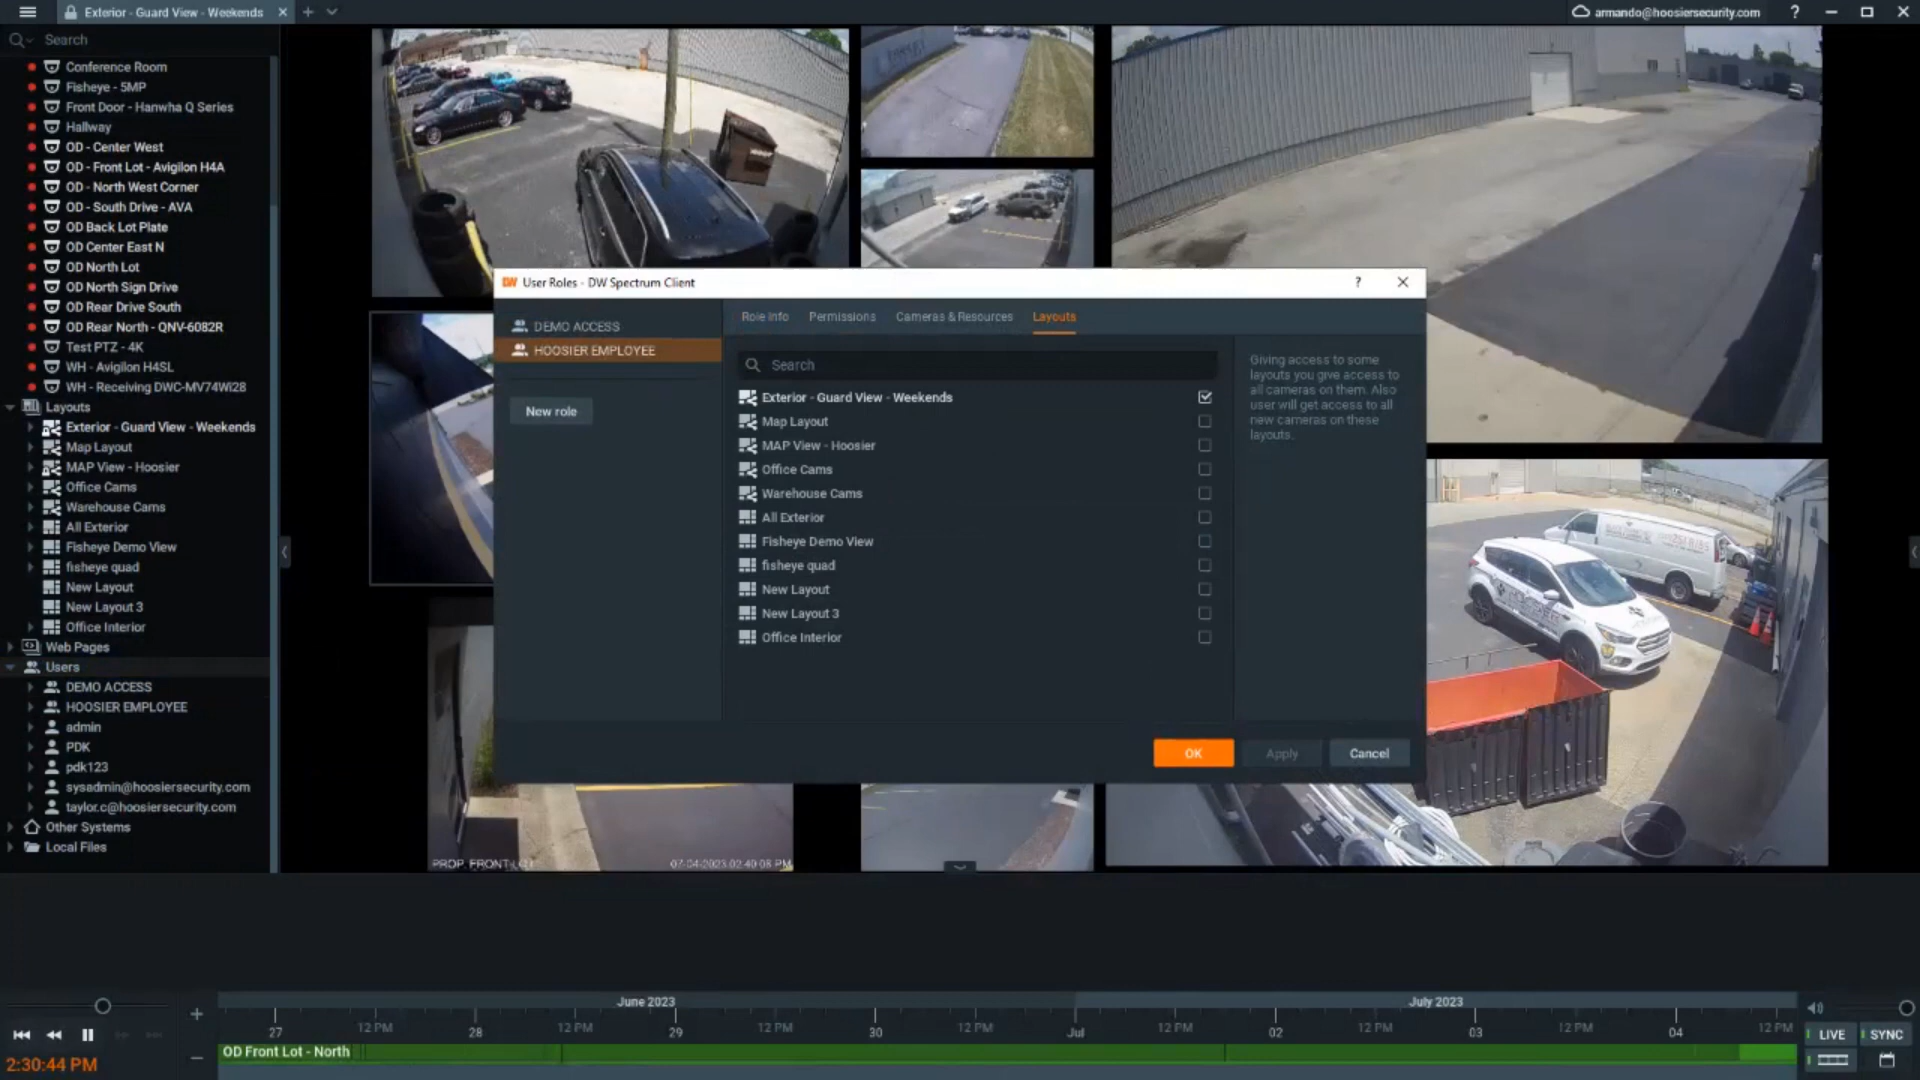 Exterior - Guard View - Weekends
armando@hoosiersecurity.com
?
Search
Conference Room
Fisheye - 5MP
Front Door - Hanwha Q Series
Hallway
OD - Center West
OD - Front Lot - Avigilon H4A
OD - North West Corner
OD - South Drive - AVA
OD Back Lot Plate
OD Center East N
OD North Lot
OD North Sign Drive
OD Rear Drive South
OD Rear North - QNV-6082R
Test PTZ - 4K
WH - Avigilon H4SL
WH - Receiving DWC-MV74Wi28
Layouts
Exterior - Guard View - Weekends
Map Layout
MAP View - Hoosier
Office Cams
Warehouse Cams
All Exterior
Fisheye Demo View
fisheye quad
New Layout
New Layout 3
Office Interior
Web Pages
Users
DEMO ACCESS
HOOSIER EMPLOYEE
admin
PDK
pdk123
sysadmin@hoosiersecurity.com
taylor.c@hoosiersecurity.com
Other Systems
Local Files
DW User Roles - DW Spectrum Client
?
DEMO ACCESS
HOOSIER EMPLOYEE
New role
Role Info Permissions Cameras & Resources Layouts
Search
Exterior - Guard View - Weekends
Map Layout
MAP View - Hoosier
Office Cams
Warehouse Cams
All Exterior
Fisheye Demo View
fisheye quad
New Layout
New Layout 3
Office Interior
Giving access to some
layouts you give access to
all cameras on them. Also
user will get access to all
new cameras on these
layouts.
OK Apply Cancel
07-04-2023 02:40:08 PM
June 2023 July 2023
27 12 PM 28 12 PM 29 12 PM 30 12 PM Jul 12 PM 02 12 PM 03 12 PM 04 12 PM
OD Front Lot - North
2:30:44 PM
LIVE SYNC